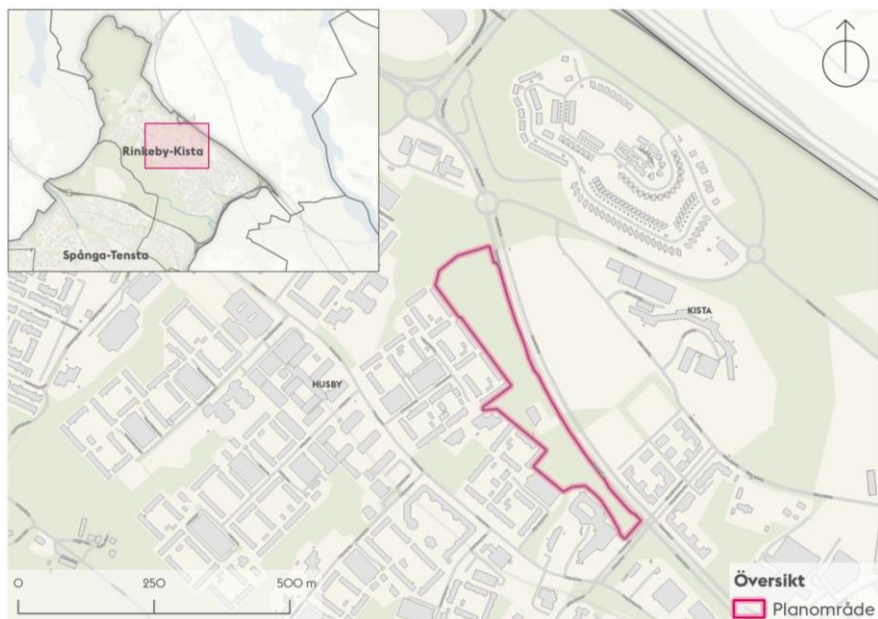 Rinkeby-Kista
Spånga-Tensta
KISTA
HUSBY
0 250 500 m
Översikt
Planområde